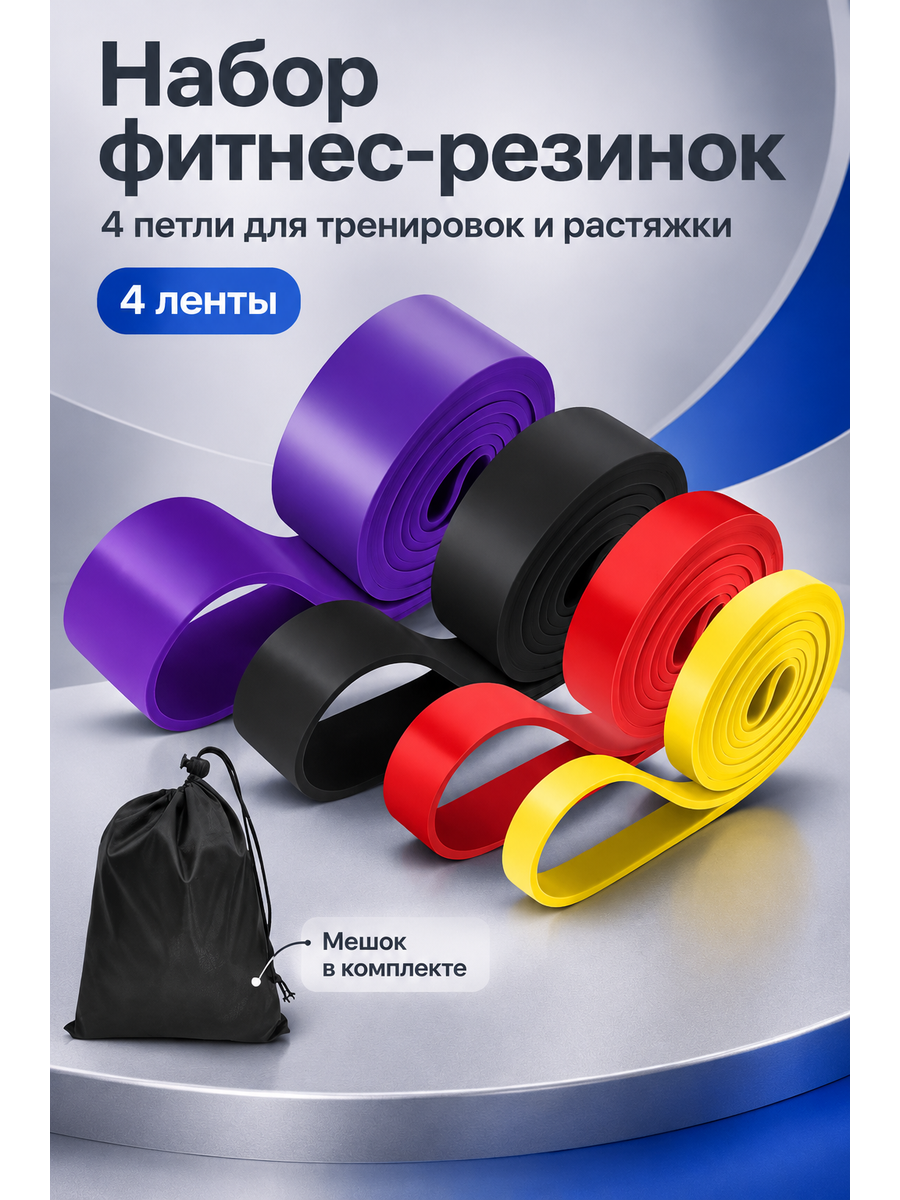 Набор
фитнес-резинок
4 петли для тренировок и растяжки
4 ленты
Мешок
в комплекте